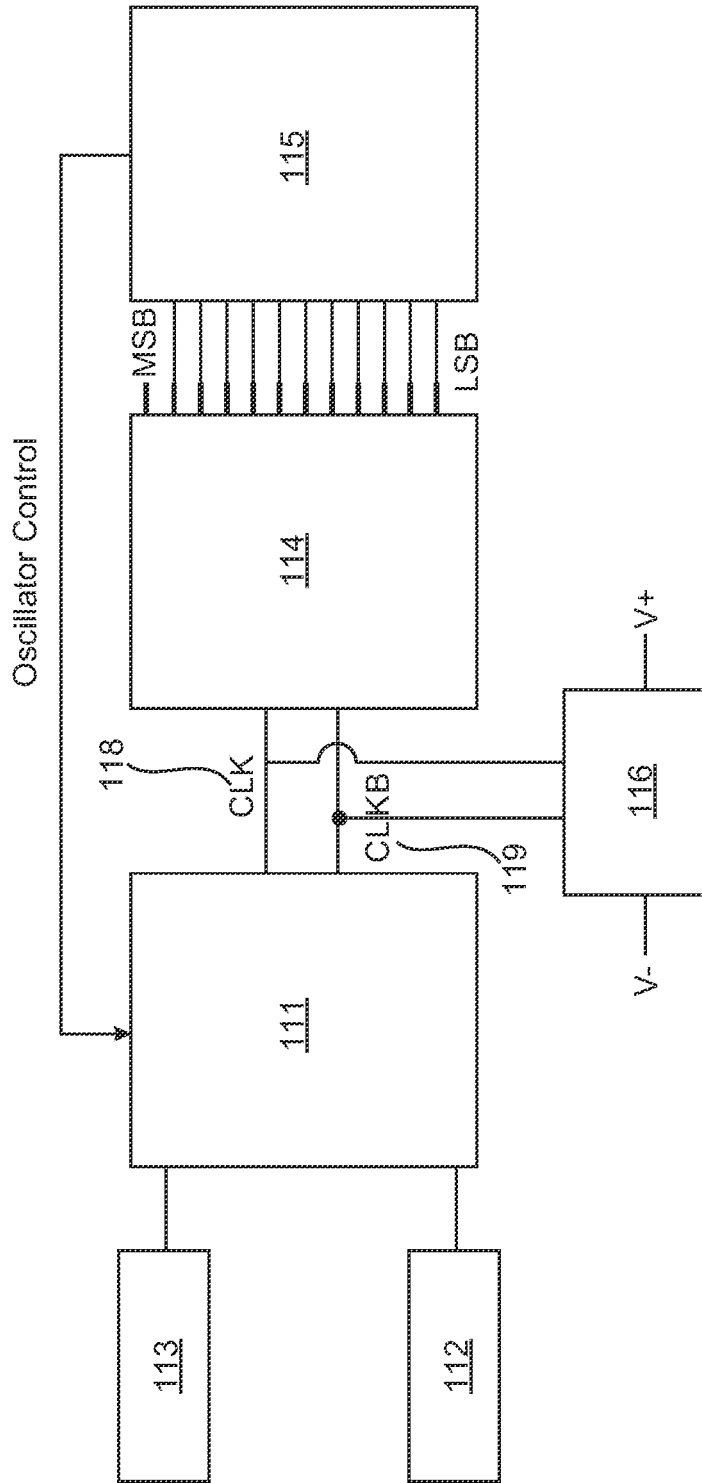 Oscillator Control
113
112
111
118
CLK
CLKB
119
114
MSB
LSB
115
V-
116
V+